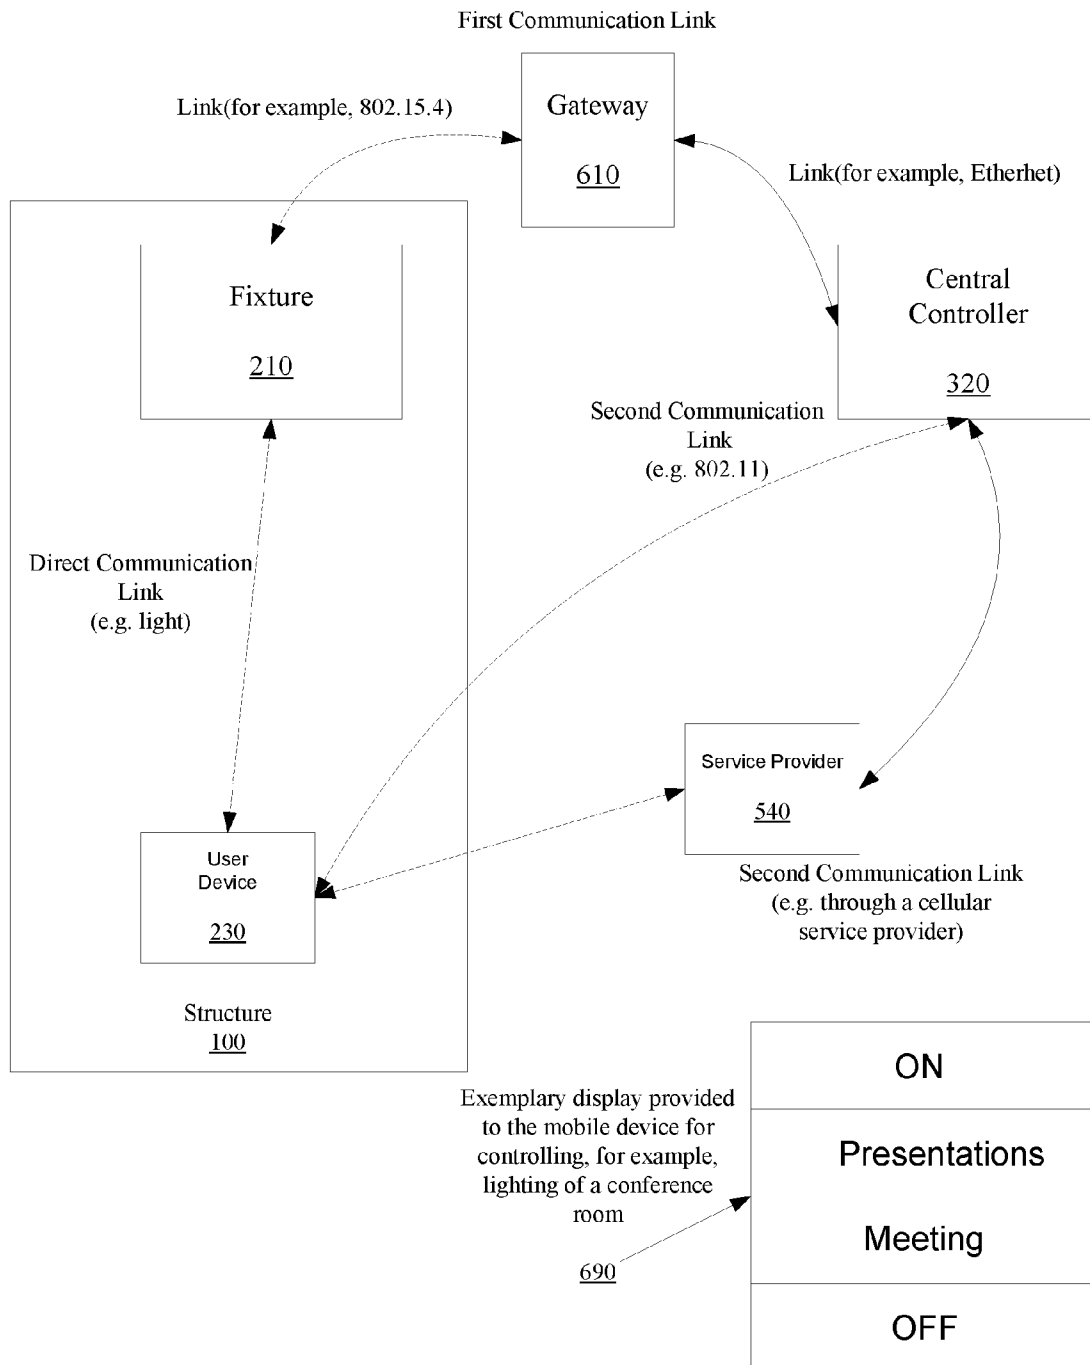 First Communication Link
Link(for example, 802.15.4)
Gateway
610
Link(for example, Etherhet)
Fixture
210
Central
Controller
320
Second Communication
Link
(e.g. 802.11)
Direct Communication
Link
(e.g. light)
Service Provider
540
User
Device
230
Second Communication Link
(e.g. through a cellular
service provider)
Structure
100
Exemplary display provided
to the mobile device for
controlling, for example,
lighting of a conference
room
690
ON
Presentations
Meeting
OFF